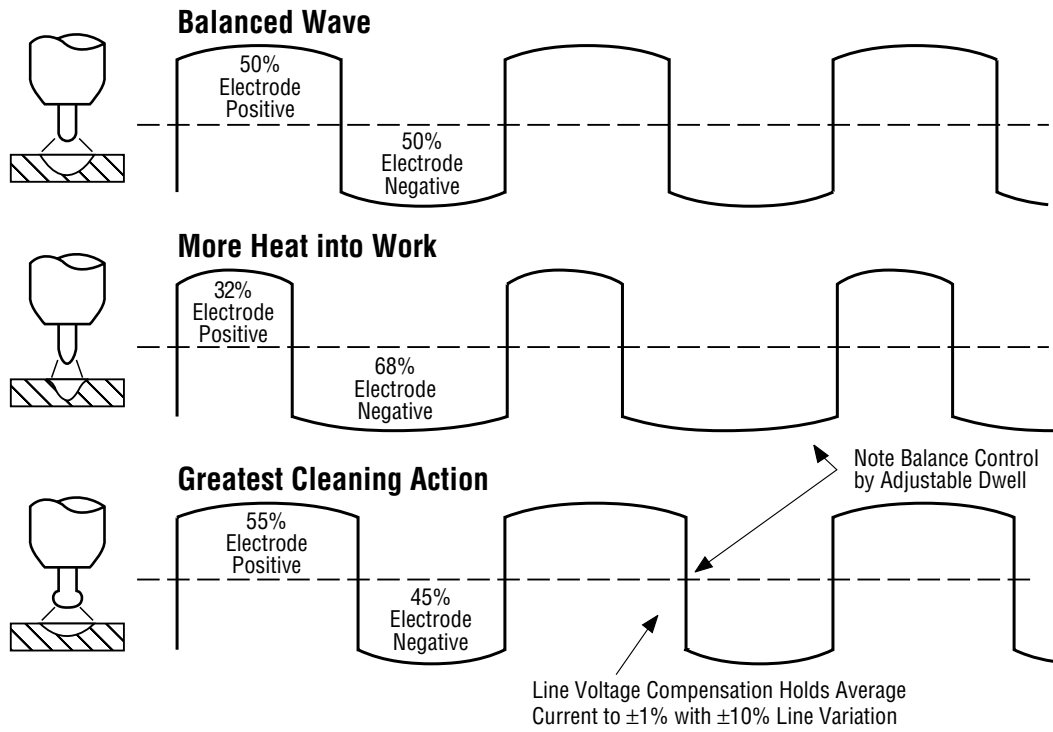 Balanced Wave
50%
Electrode
Positive
50%
Electrode
Negative
More Heat into Work
32%
Electrode
Positive
68%
Electrode
Negative
Note Balance Control
by Adjustable Dwell
Greatest Cleaning Action
55%
Electrode
Positive
45%
Electrode
Negative
Line Voltage Compensation Holds Average
Current to ±1% with ±10% Line Variation